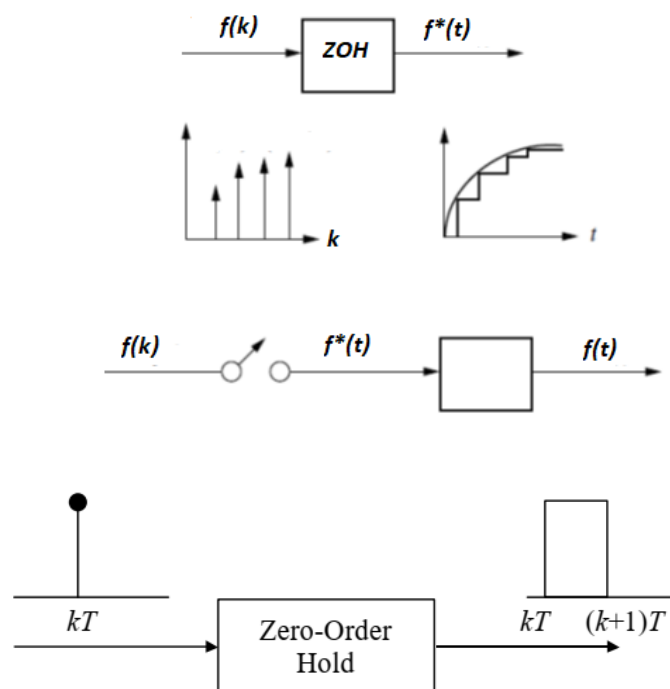 f(k) ZOH f*(t)
k t
f(k) f*(t) f(t)
kT kT (k+1)T
Zero-Order
Hold